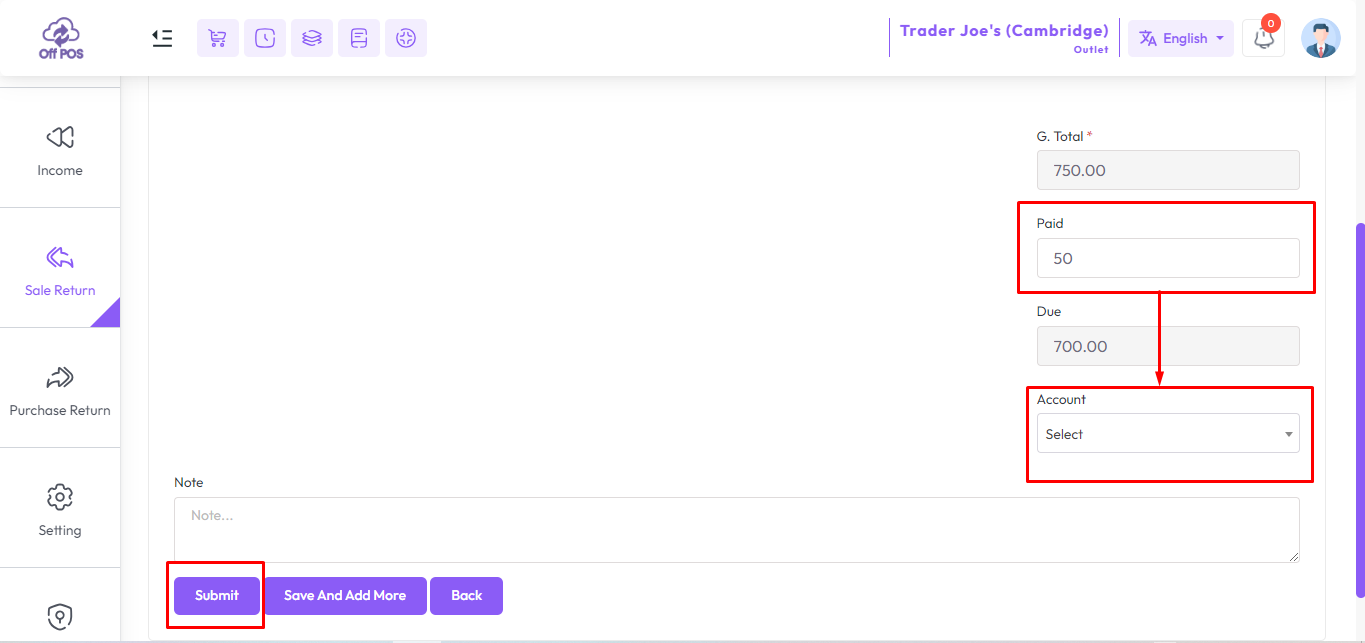 Off POS
Trader Joe's (Cambridge)
Outlet
English
0
Income
Sale Return
Purchase Return
Setting
G. Total *
750.00
Paid
50
Due
700.00
Account
Select
Note
Note...
Submit
Save And Add More
Back